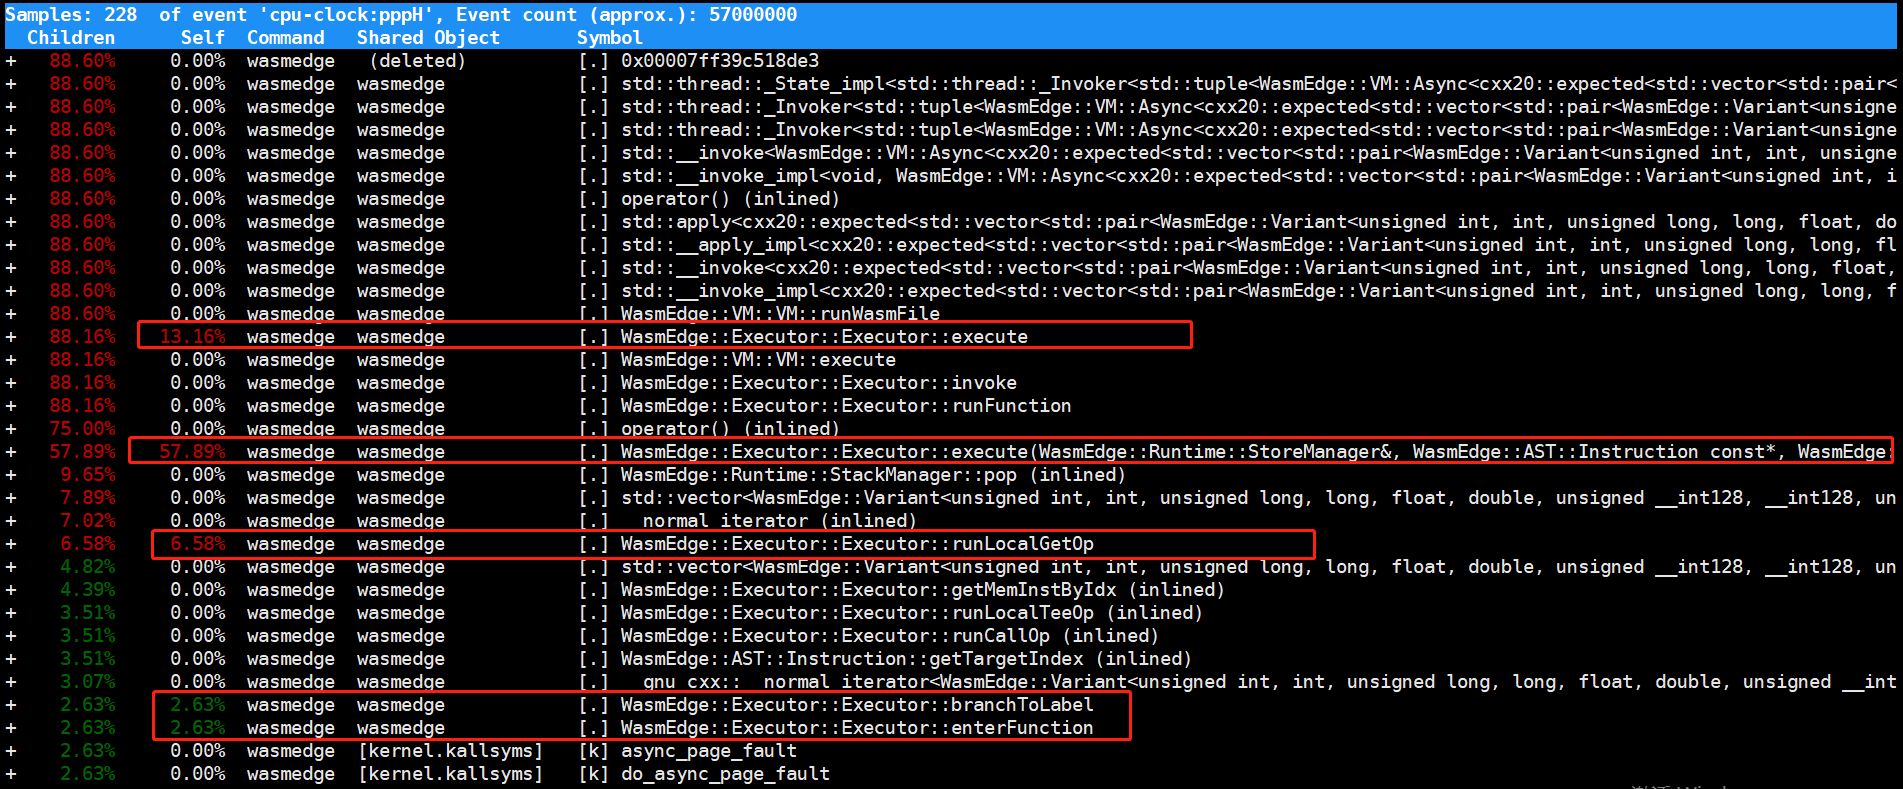 Samples: 228  of event 'cpu-clock:pppH', Event count (approx.): 57000000
  Children      Self  Command   Shared Object       Symbol
+   88.60%     0.00%  wasmedge   (deleted)          [.] 0x00007ff39c518de3
+   88.60%     0.00%  wasmedge  wasmedge            [.] std::thread::_State_impl<std::thread::_Invoker<std::tuple<WasmEdge::VM::Async<cxx20::expected<std::vector<std::pair<
+   88.60%     0.00%  wasmedge  wasmedge            [.] std::thread::_Invoker<std::tuple<WasmEdge::VM::Async<cxx20::expected<std::vector<std::pair<WasmEdge::Variant<unsigne
+   88.60%     0.00%  wasmedge  wasmedge            [.] std::thread::_Invoker<std::tuple<WasmEdge::VM::Async<cxx20::expected<std::vector<std::pair<WasmEdge::Variant<unsigne
+   88.60%     0.00%  wasmedge  wasmedge            [.] std::__invoke<WasmEdge::VM::Async<cxx20::expected<std::vector<std::pair<WasmEdge::Variant<unsigned int, int, unsigne
+   88.60%     0.00%  wasmedge  wasmedge            [.] std::__invoke_impl<void, WasmEdge::VM::Async<cxx20::expected<std::vector<std::pair<WasmEdge::Variant<unsigned int, i
+   88.60%     0.00%  wasmedge  wasmedge            [.] operator() (inlined)
+   88.60%     0.00%  wasmedge  wasmedge            [.] std::apply<cxx20::expected<std::vector<std::pair<WasmEdge::Variant<unsigned int, int, unsigned long, long, float, do
+   88.60%     0.00%  wasmedge  wasmedge            [.] std::__apply_impl<cxx20::expected<std::vector<std::pair<WasmEdge::Variant<unsigned int, int, unsigned long, long, fl
+   88.60%     0.00%  wasmedge  wasmedge            [.] std::__invoke<cxx20::expected<std::vector<std::pair<WasmEdge::Variant<unsigned int, int, unsigned long, long, float,
+   88.60%     0.00%  wasmedge  wasmedge            [.] std::__invoke_impl<cxx20::expected<std::vector<std::pair<WasmEdge::Variant<unsigned int, int, unsigned long, long, f
+   88.60%     0.00%  wasmedge  wasmedge            [.] WasmEdge::VM::VM::runWasmFile
+   88.16%    13.16%  wasmedge  wasmedge            [.] WasmEdge::Executor::Executor::execute
+   88.16%     0.00%  wasmedge  wasmedge            [.] WasmEdge::VM::VM::execute
+   88.16%     0.00%  wasmedge  wasmedge            [.] WasmEdge::Executor::Executor::invoke
+   88.16%     0.00%  wasmedge  wasmedge            [.] WasmEdge::Executor::Executor::runFunction
+   75.00%     0.00%  wasmedge  wasmedge            [.] operator() (inlined)
+   57.89%    57.89%  wasmedge  wasmedge            [.] WasmEdge::Executor::Executor::execute(WasmEdge::Runtime::StoreManager&, WasmEdge::AST::Instruction const*, WasmEdge:
+    9.65%     0.00%  wasmedge  wasmedge            [.] WasmEdge::Runtime::StackManager::pop (inlined)
+    7.89%     0.00%  wasmedge  wasmedge            [.] std::vector<WasmEdge::Variant<unsigned int, int, unsigned long, long, float, double, unsigned __int128, __int128, un
+    7.02%     0.00%  wasmedge  wasmedge            [.] __normal_iterator (inlined)
+    6.58%     6.58%  wasmedge  wasmedge            [.] WasmEdge::Executor::Executor::runLocalGetOp
+    4.82%     0.00%  wasmedge  wasmedge            [.] std::vector<WasmEdge::Variant<unsigned int, int, unsigned long, long, float, double, unsigned __int128, __int128, un
+    4.39%     0.00%  wasmedge  wasmedge            [.] WasmEdge::Executor::Executor::getMemInstByIdx (inlined)
+    3.51%     0.00%  wasmedge  wasmedge            [.] WasmEdge::Executor::Executor::runLocalTeeOp (inlined)
+    3.51%     0.00%  wasmedge  wasmedge            [.] WasmEdge::Executor::Executor::runCallOp (inlined)
+    3.51%     0.00%  wasmedge  wasmedge            [.] WasmEdge::AST::Instruction::getTargetIndex (inlined)
+    3.07%     0.00%  wasmedge  wasmedge            [.] __gnu_cxx::__normal_iterator<WasmEdge::Variant<unsigned int, int, unsigned long, long, float, double, unsigned __int
+    2.63%     2.63%  wasmedge  wasmedge            [.] WasmEdge::Executor::Executor::branchToLabel
+    2.63%     2.63%  wasmedge  wasmedge            [.] WasmEdge::Executor::Executor::enterFunction
+    2.63%     0.00%  wasmedge  [kernel.kallsyms]   [k] async_page_fault
+    2.63%     0.00%  wasmedge  [kernel.kallsyms]   [k] do_async_page_fault